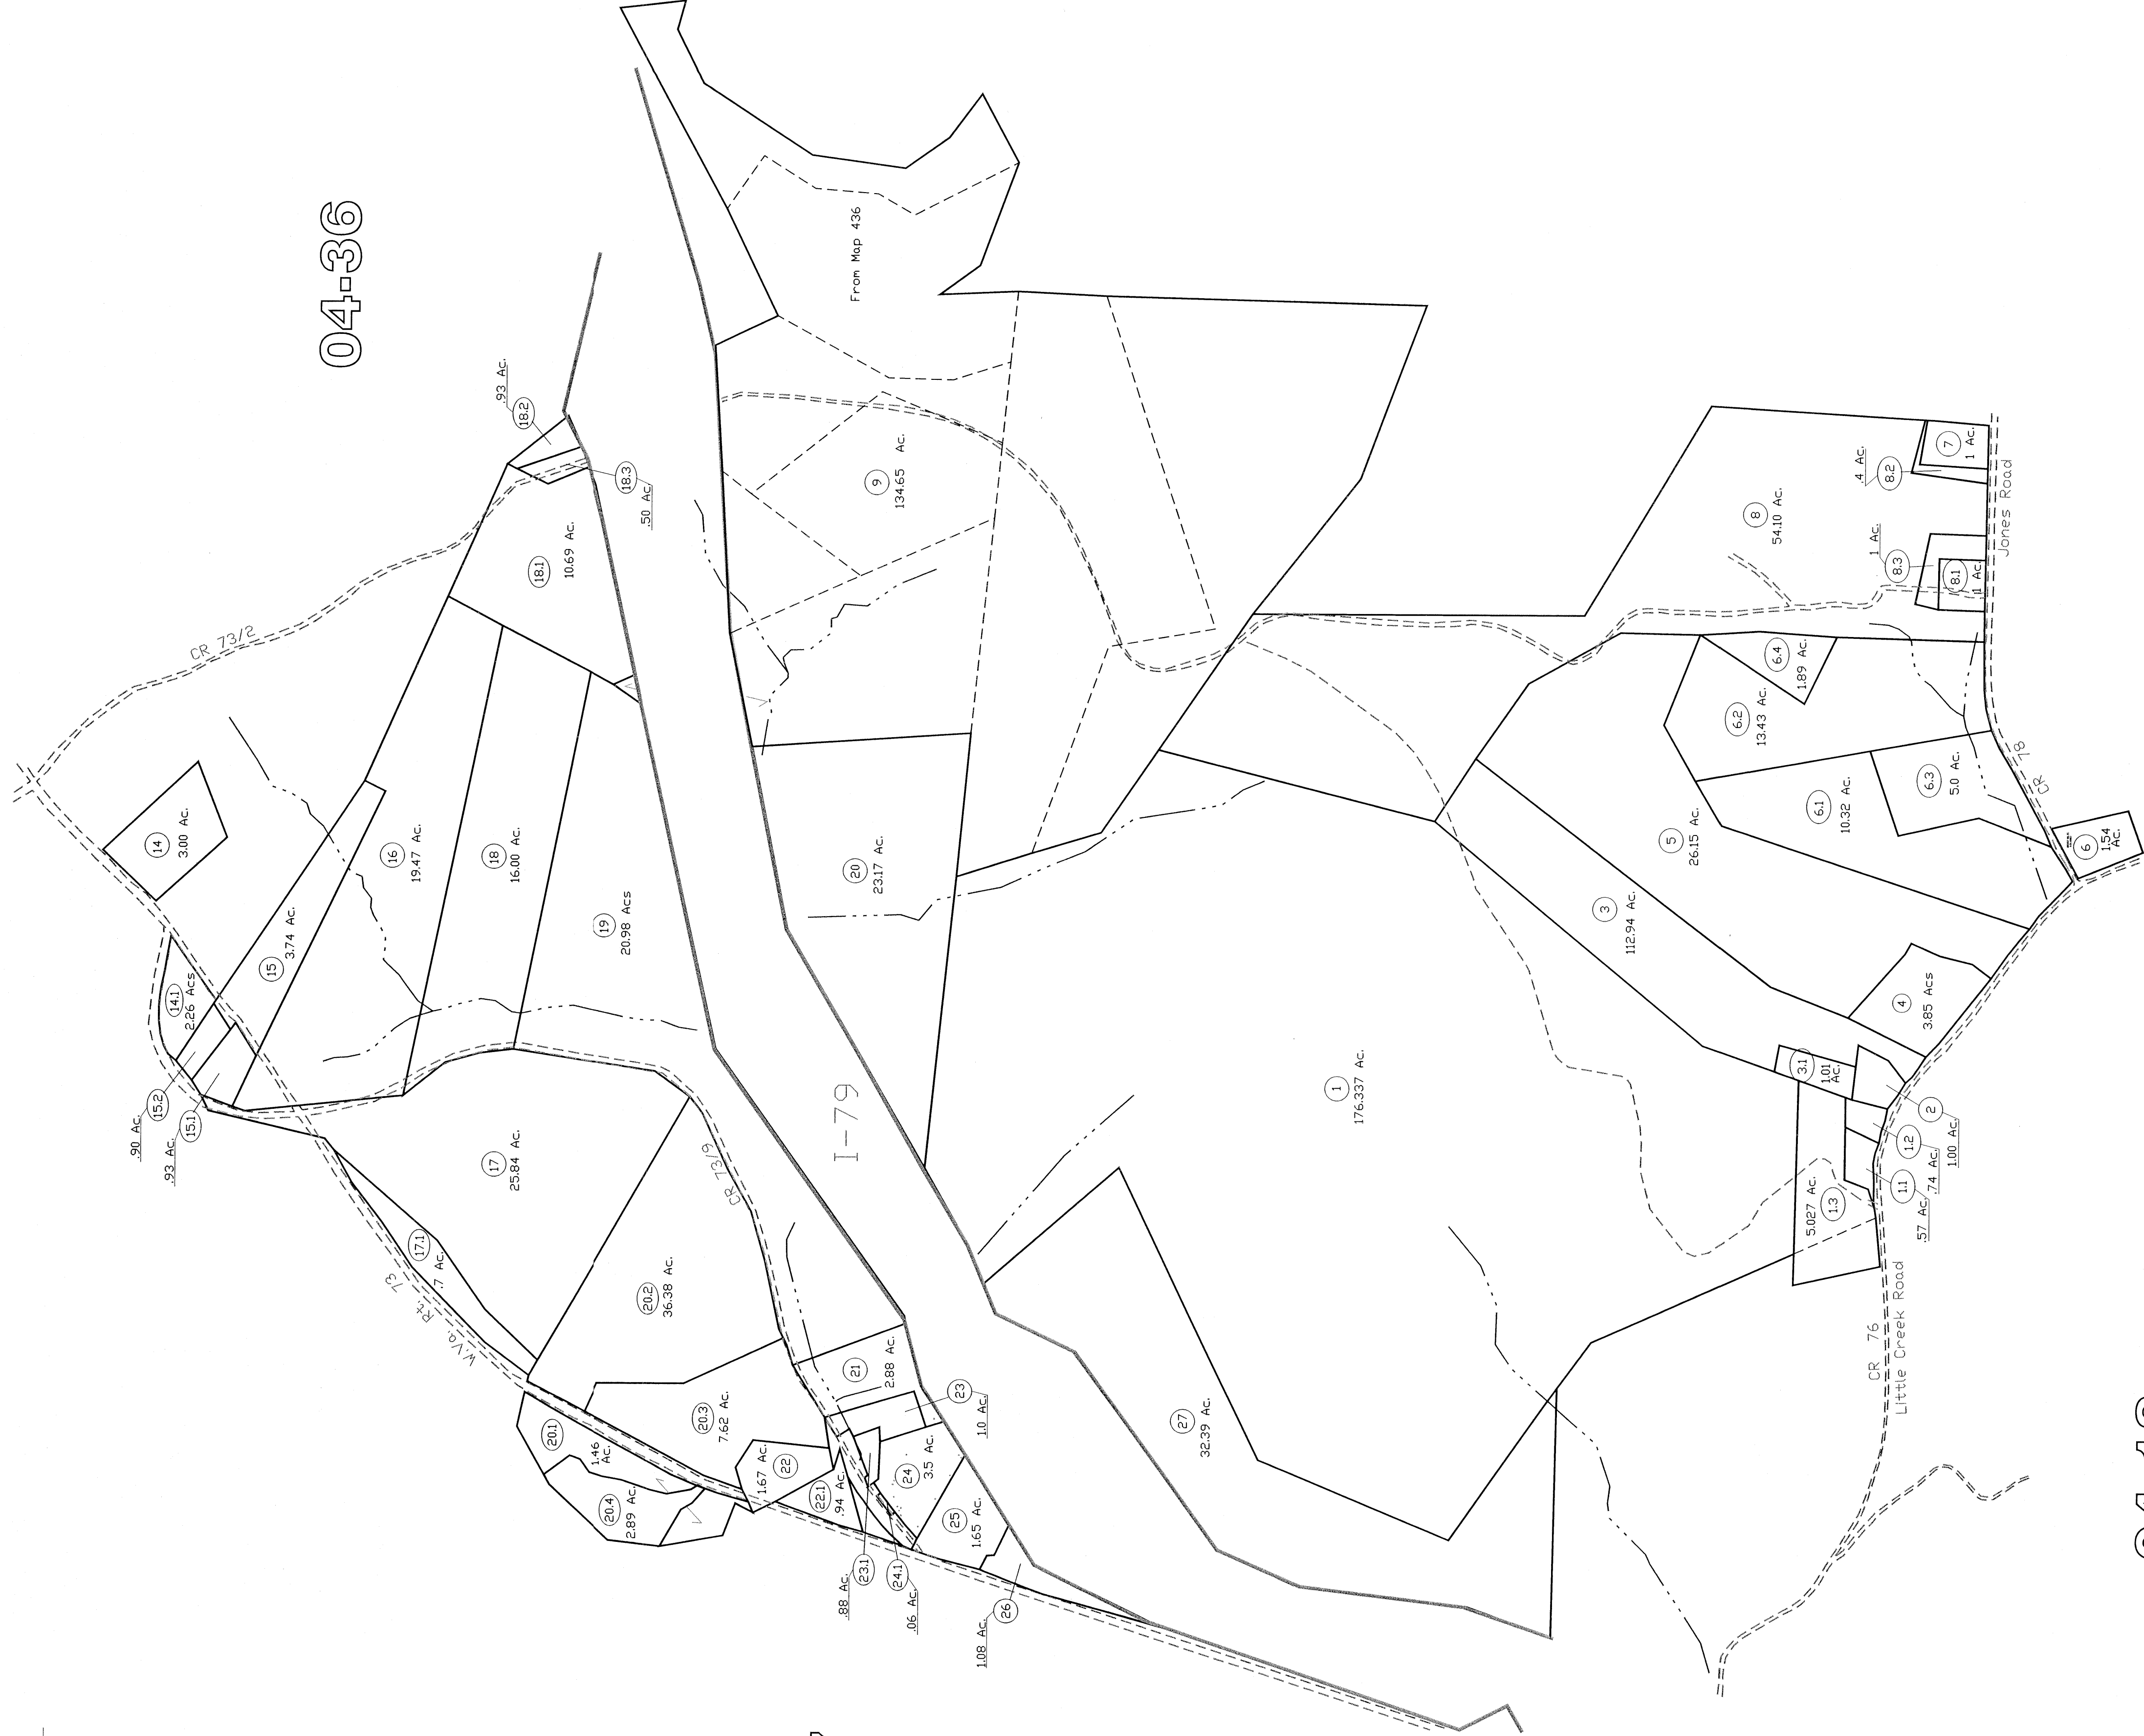 04-36
From Map 436
.93 Ac.
18.2
18.3
.50 Ac.
18.1
10.69 Ac.
9
134.65 Ac.
CR 73/2
14
3.00 Ac.
16
19.47 Ac.
18
16.00 Ac.
19
20.98 Acs
20
23.17 Ac.
15
3.74 Ac.
14.1
2.26 Acs
15.2
.90 Ac.
15.1
.93 Ac.
17
25.84 Ac.
17.1
.7 Ac.
W.Va. Rt. 73
CR 73/9
I-79
20.2
36.38 Ac.
20.1
1.46
Ac.
20.3
7.62 Ac.
20.4
2.89 Ac.
21
2.88 Ac.
22
1.67 Ac.
22.1
.94 Ac.
23
1.0 Ac.
23.1
.88 Ac.
24
3.5 Ac.
24.1
.06 Ac.
25
1.65 Ac.
26
1.08 Ac.
27
32.39 Ac.
1
176.337 Ac.
3
112.94 Ac.
5
26.15 Ac.
4
3.85 Acs
3.1
1.01
Ac.
2
1.00 Ac.
1.2
.74 Ac.
1.1
.57 Ac.
1.3
5.027 Ac.
CR 76
Little Creek Road
6
1.54
Ac.
6.1
10.32 Ac.
6.2
13.43 Ac.
6.3
5.0 Ac.
6.4
1.89 Ac.
CR 78
Jones Road
7
1 Ac.
8
54.10 Ac.
8.1
1 Ac.
8.2
.4 Ac.
8.3
1 Ac.